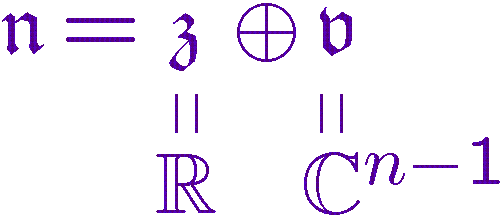 𝔫 = 𝔷 ⊕ 𝔳
|| ||
ℝ ℂⁿ⁻¹